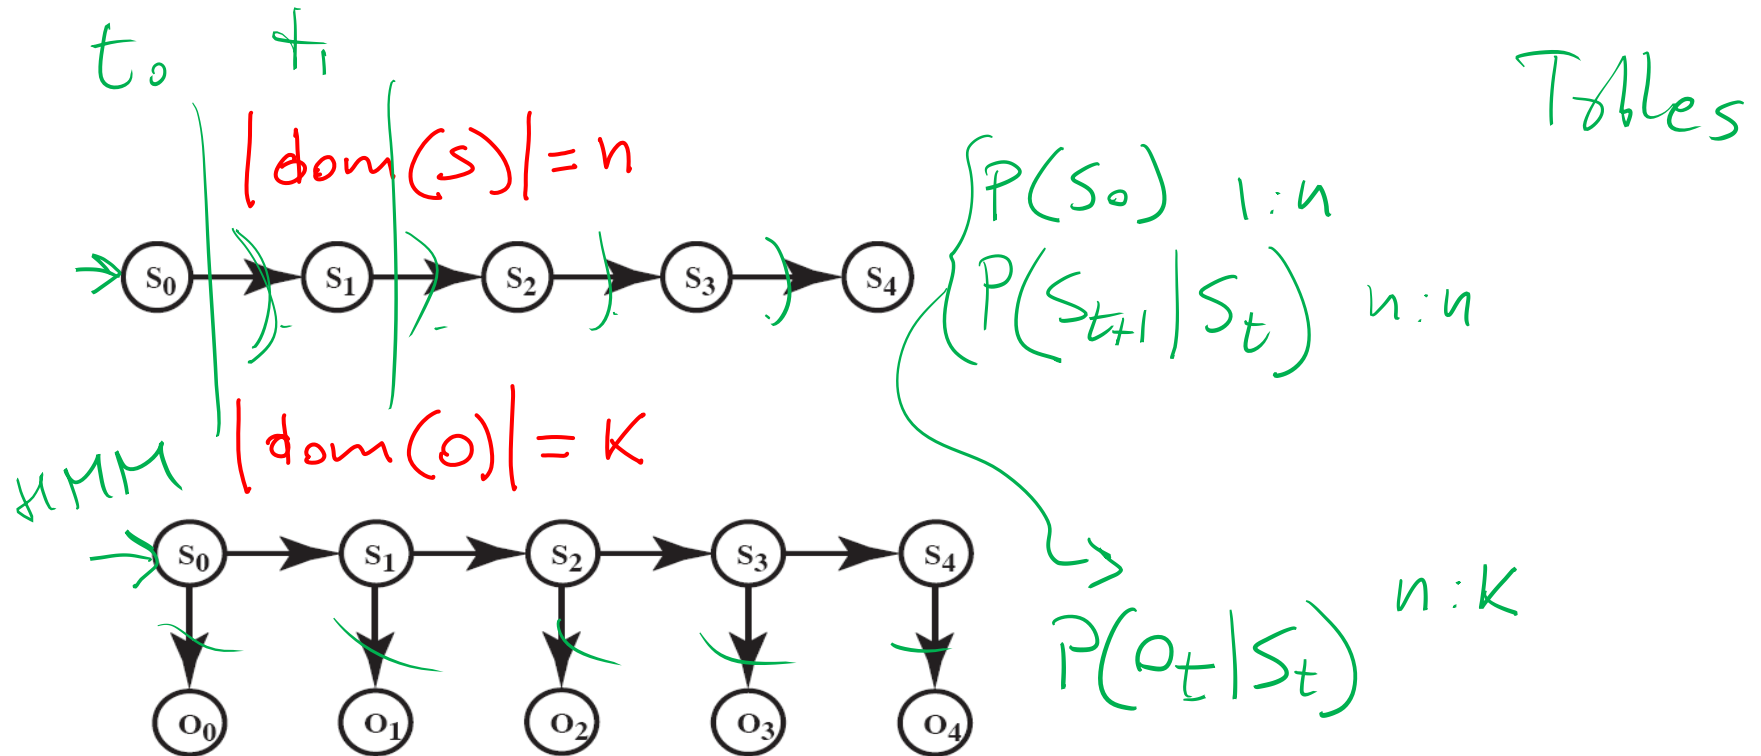 t₀ t₁
Tables
|dom(S)| = n
P(S₀) 1:n
S₀ S₁ S₂ S₃ S₄
P(Sₜ₊₁|Sₜ) n:n
|dom(O)| = K
HMM
S₀ S₁ S₂ S₃ S₄
n:K
P(Oₜ|Sₜ)
O₀ O₁ O₂ O₃ O₄